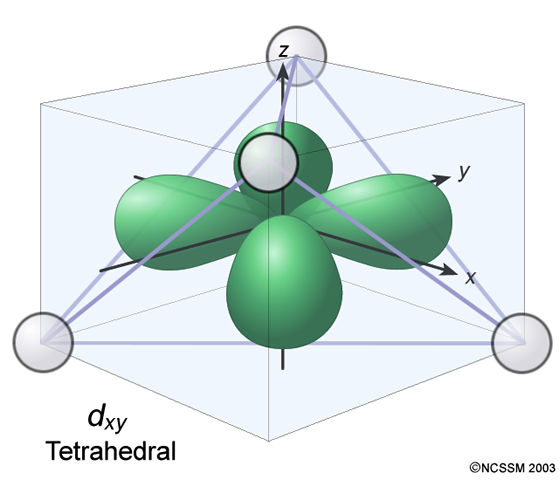 z
y
x
dxy
Tetrahedral
©NCSSM 2003